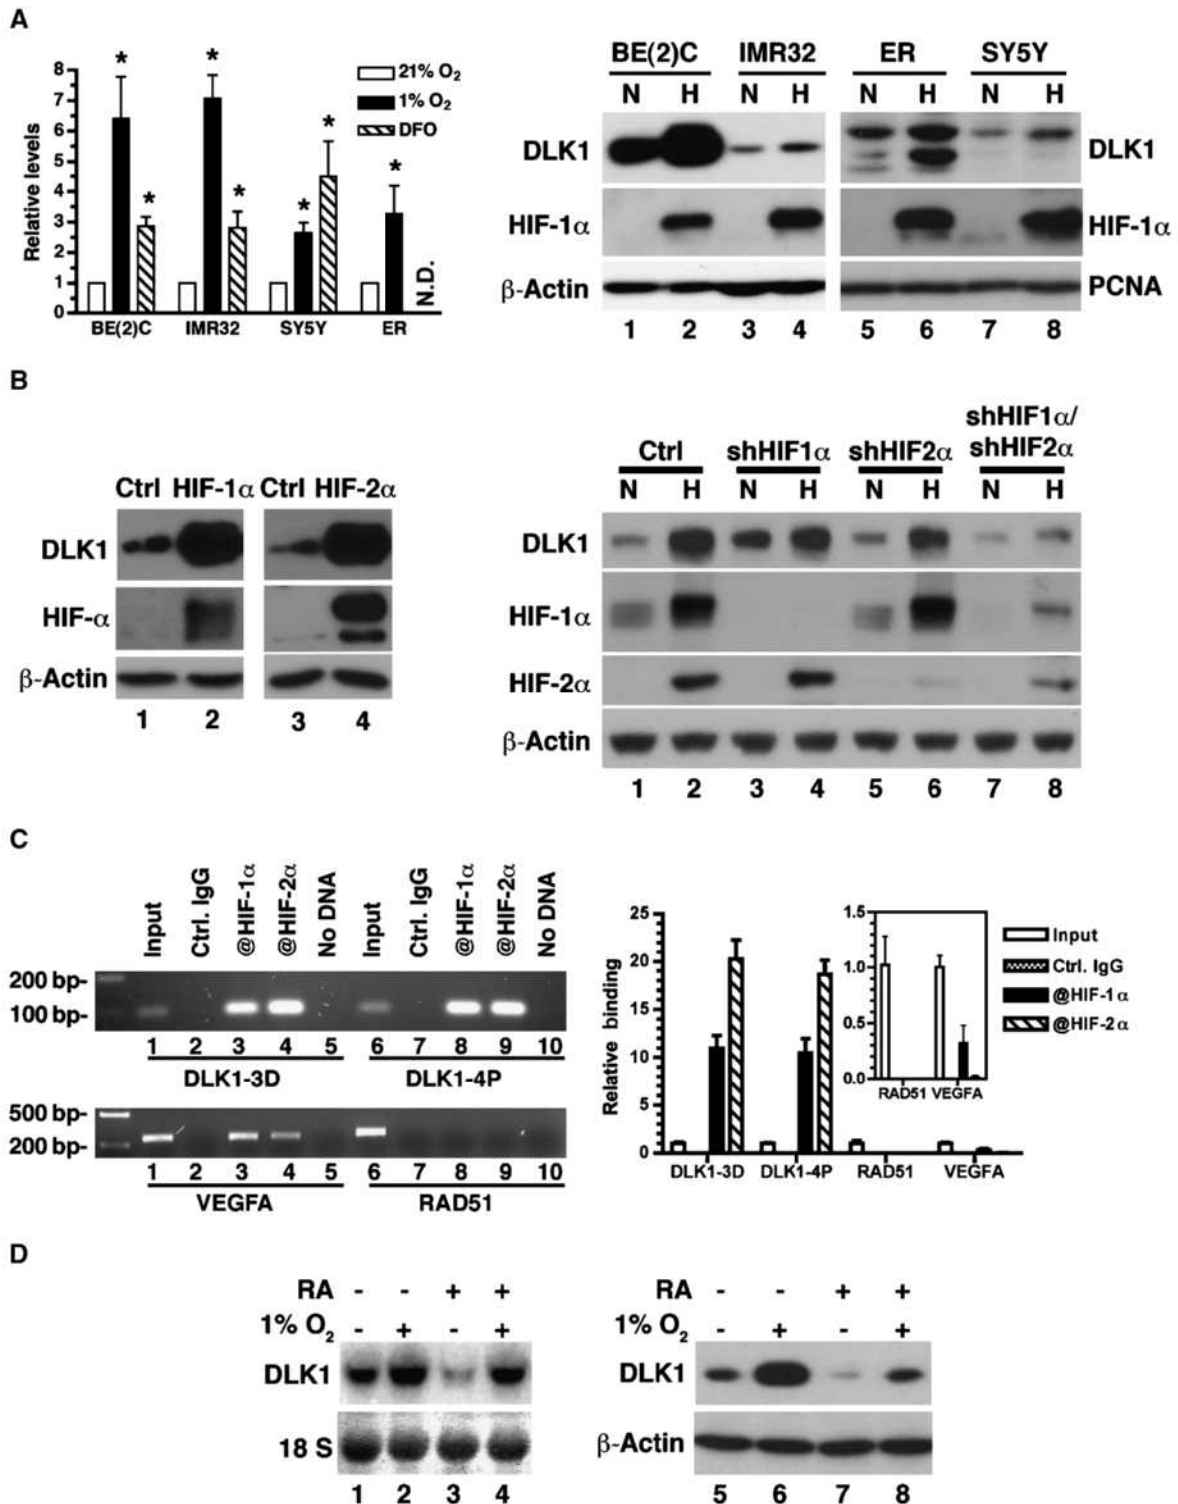 A
Relative levels
8
7
6
5
4
3
2
1
0
* * * * * * *
21% O2
1% O2
DFO
N.D.
BE(2)C IMR32 SY5Y ER
BE(2)C IMR32 ER SY5Y
N H N H N H N H
DLK1 DLK1
HIF-1α HIF-1α
β-Actin PCNA
1 2 3 4 5 6 7 8
B
Ctrl HIF-1α Ctrl HIF-2α
DLK1
HIF-α
β-Actin
1 2 3 4
shHIF1α/
Ctrl shHIF1α shHIF2α shHIF2α
N H N H N H N H
DLK1
HIF-1α
HIF-2α
β-Actin
1 2 3 4 5 6 7 8
C
Input Ctrl. IgG @HIF-1α @HIF-2α No DNA Input Ctrl. IgG @HIF-1α @HIF-2α No DNA
200 bp-
100 bp-
1 2 3 4 5 6 7 8 9 10
DLK1-3D DLK1-4P
500 bp-
200 bp-
1 2 3 4 5 6 7 8 9 10
VEGFA RAD51
Relative binding
25
20
15
10
5
0
DLK1-3D DLK1-4P RAD51 VEGFA
1.5
1.0
0.5
0.0
RAD51 VEGFA
Input
Ctrl. IgG
@HIF-1α
@HIF-2α
D
RA - - + +
1% O2 - + - +
DLK1
18 S
1 2 3 4
RA - - + +
1% O2 - + - +
DLK1
β-Actin
5 6 7 8